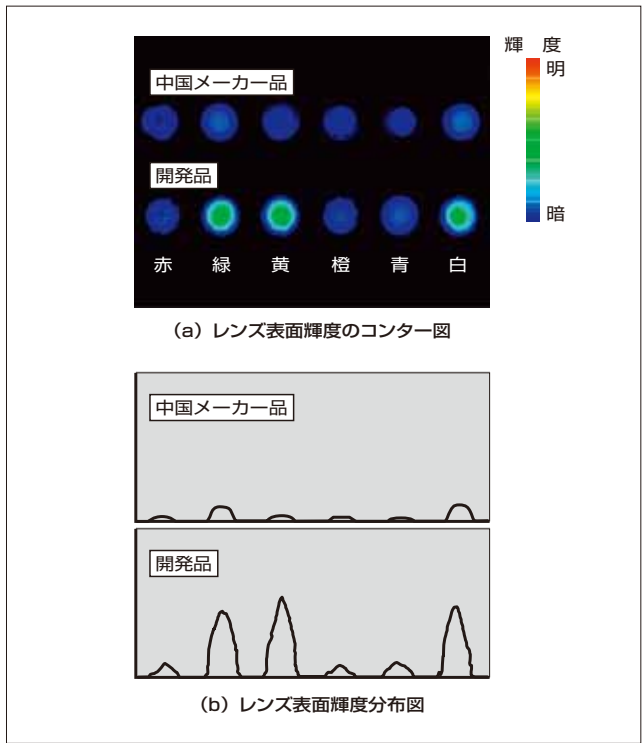 輝 度
明
暗
中国メーカー品
開発品
赤 緑 黄 橙 青 白
(a)レンズ表面輝度のコンター図
中国メーカー品
開発品
(b)レンズ表面輝度分布図